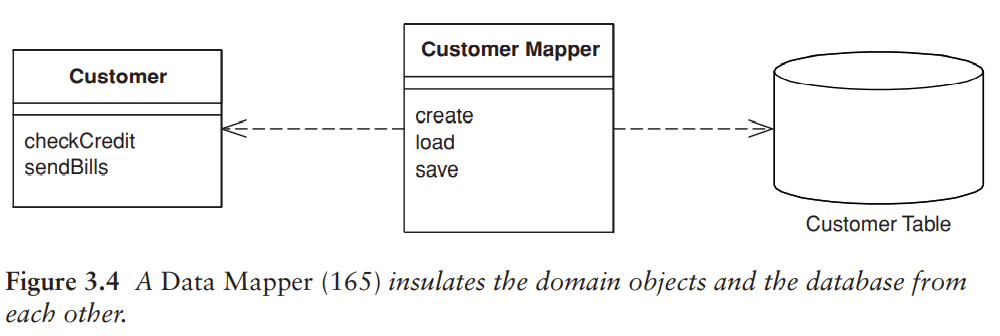 Customer
checkCredit
sendBills
Customer Mapper
create
load
save
Customer Table
Figure 3.4 A Data Mapper (165) insulates the domain objects and the database from
each other.